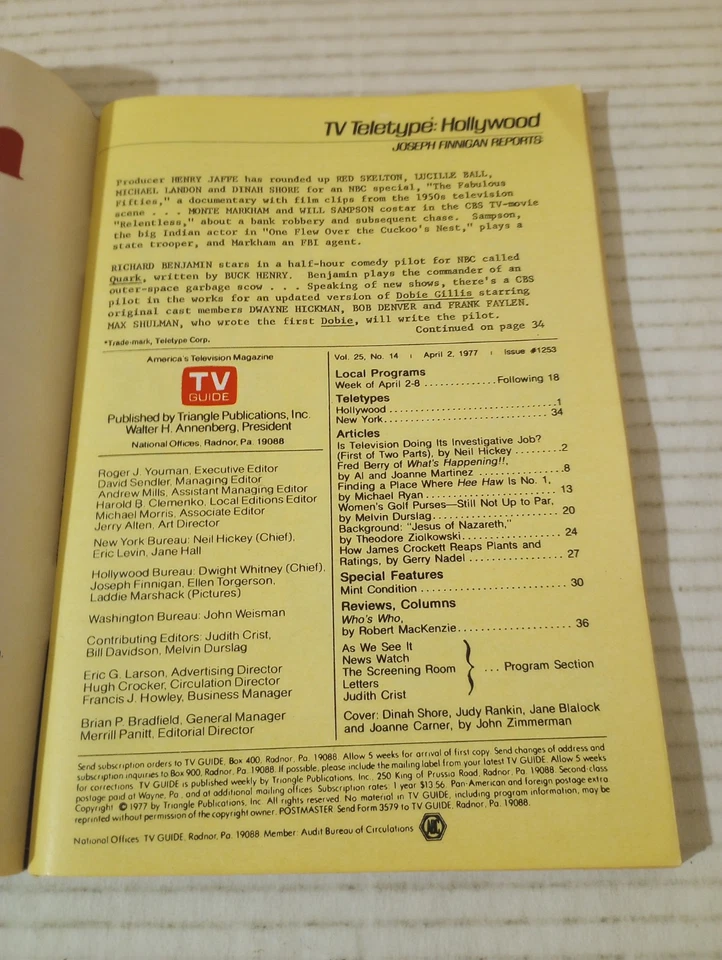 TV Teletype*: Hollywood
JOSEPH FINNIGAN REPORTS:
Producer HENRY JAFFE has rounded up RED SKELTON, LUCILLE BALL,
MICHAEL LANDON and DINAH SHORE for an NBC special, "The Fabulous
Fifties," a documentary with film clips from the 1950s television
scene . . . MONTE MARKHAM and WILL SAMPSON costar in the CBS TV-movie
"Relentless," about a bank robbery and subsequent chase. Sampson,
the big Indian actor in "One Flew Over the Cuckoo's Nest," plays a
state trooper, and Markham an FBI agent.
RICHARD BENJAMIN stars in a half-hour comedy pilot for NBC called
Quark, written by BUCK HENRY. Benjamin plays the commander of an
outer-space garbage scow . . . Speaking of new shows, there's a CBS
pilot in the works for an updated version of Dobie Gillis starring
original cast members DWAYNE HICKMAN, BOB DENVER and FRANK FAYLEN.
MAX SHULMAN, who wrote the first Dobie, will write the pilot.
Continued on page 34
*Trade-mark, Teletype Corp.
America's Television Magazine
TV
GUIDE
Published by Triangle Publications, Inc.
Walter H. Annenberg, President
National Offices, Radnor, Pa. 19088
Roger J. Youman, Executive Editor
David Sendler, Managing Editor
Andrew Mills, Assistant Managing Editor
Harold B. Clemenko, Local Editions Editor
Michael Morris, Associate Editor
Jerry Alten, Art Director
New York Bureau: Neil Hickey (Chief),
Eric Levin, Jane Hall
Hollywood Bureau: Dwight Whitney (Chief),
Joseph Finnigan, Ellen Torgerson,
Laddie Marshack (Pictures)
Washington Bureau: John Weisman
Contributing Editors: Judith Crist,
Bill Davidson, Melvin Durslag
Eric G. Larson, Advertising Director
Hugh Crocker, Circulation Director
Francis J. Howley, Business Manager
Brian P. Bradfield, General Manager
Merrill Panitt, Editorial Director
Vol. 25, No. 14 | April 2, 1977 | Issue #1253
Local Programs
Week of April 2-8 ............Following 18
Teletypes
Hollywood ..............................1
New York..............................34
Articles
Is Television Doing Its Investigative Job?
(First of Two Parts), by Neil Hickey .........2
Fred Berry of What's Happening!!,
by Al and Joanne Martinez ................8
Finding a Place Where Hee Haw Is No. 1,
by Michael Ryan ......................13
Women's Golf Purses—Still Not Up to Par,
by Melvin Durslag.....................20
Background: "Jesus of Nazareth,"
by Theodore Ziolkowski.................24
How James Crockett Reaps Plants and
Ratings, by Gerry Nadel .................27
Special Features
Mint Condition .........................30
Reviews, Columns
Who's Who,
by Robert MacKenzie...................36
As We See It
News Watch
The Screening Room ... Program Section
Letters
Judith Crist
Cover: Dinah Shore, Judy Rankin, Jane Blalock
and Joanne Carner, by John Zimmerman
Send subscription orders to TV GUIDE, Box 400, Radnor, Pa. 19088. Allow 5 weeks for arrival of first copy. Send changes of address and
subscription inquiries to Box 900, Radnor, Pa. 19088. If possible, please include the mailing label from your latest TV GUIDE. Allow 5 weeks
for corrections. TV GUIDE is published weekly by Triangle Publications, Inc., 250 King of Prussia Road, Radnor, Pa. 19088. Second class
postage paid at Wayne, Pa. and at additional mailing offices. Subscription rates: 1 year $13.56. Pan-American and foreign postage extra
Copyright © 1977 by Triangle Publications, Inc. All rights reserved. No material in TV GUIDE, including program information, may be
reprinted without permission of the copyright owner. POSTMASTER: Send Form 3579 to TV GUIDE, Radnor, Pa. 19088.
National Offices: TV GUIDE, Radnor, Pa. 19088. Member: Audit Bureau of Circulations